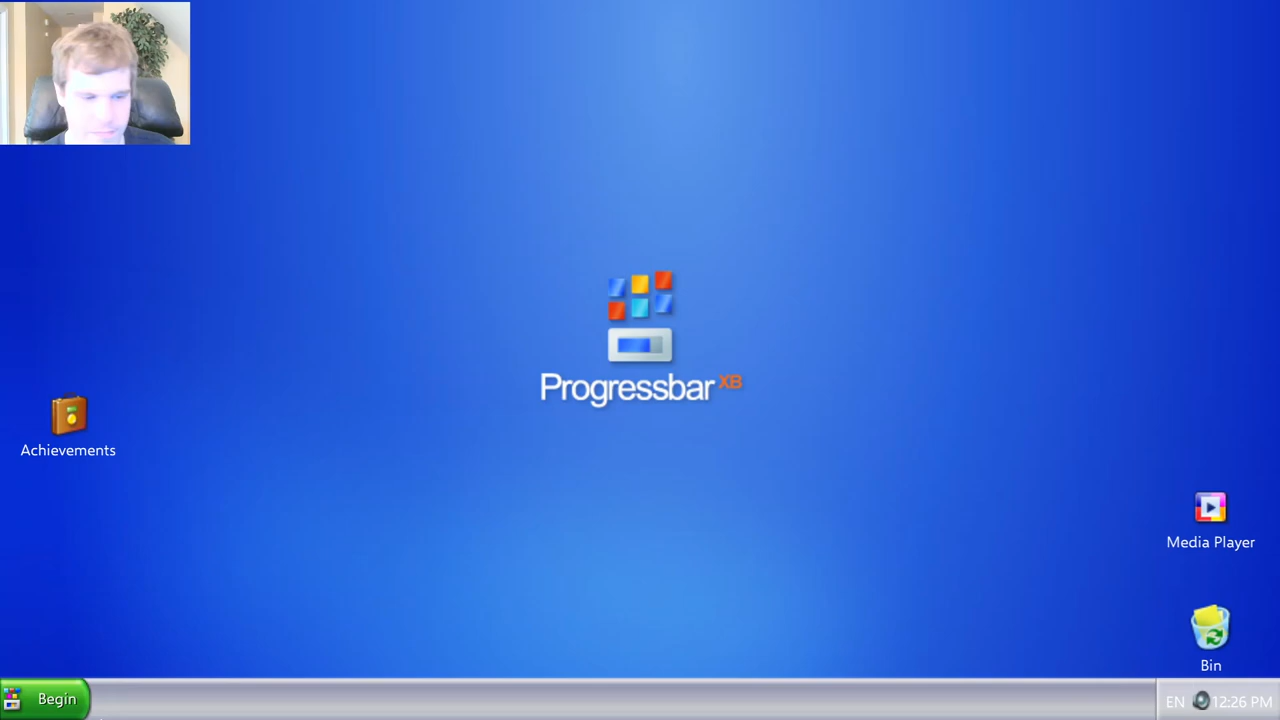 Progressbar XB
Achievements
Media Player
Bin
Begin
EN 12:26 PM